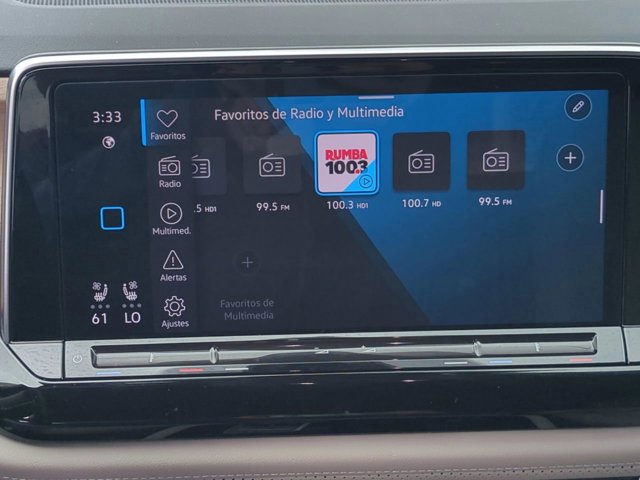 3:33
Favoritos
Favoritos de Radio y Multimedia
RUMBA
100.3
Radio
.5 HD1
99.5 FM
100.3 HD1
100.7 HD
99.5 FM
Multimed.
Alertas
Favoritos de
Multimedia
61
LO
Ajustes